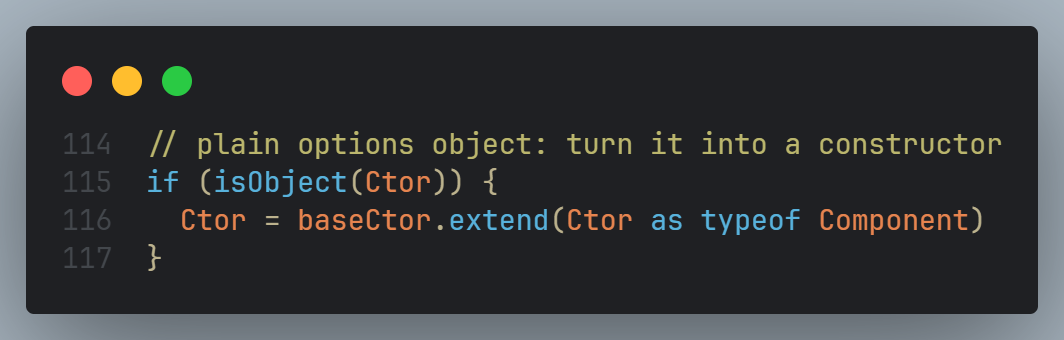 114 // plain options object: turn it into a constructor
115 if (isObject(Ctor)) {
116   Ctor = baseCtor.extend(Ctor as typeof Component)
117 }